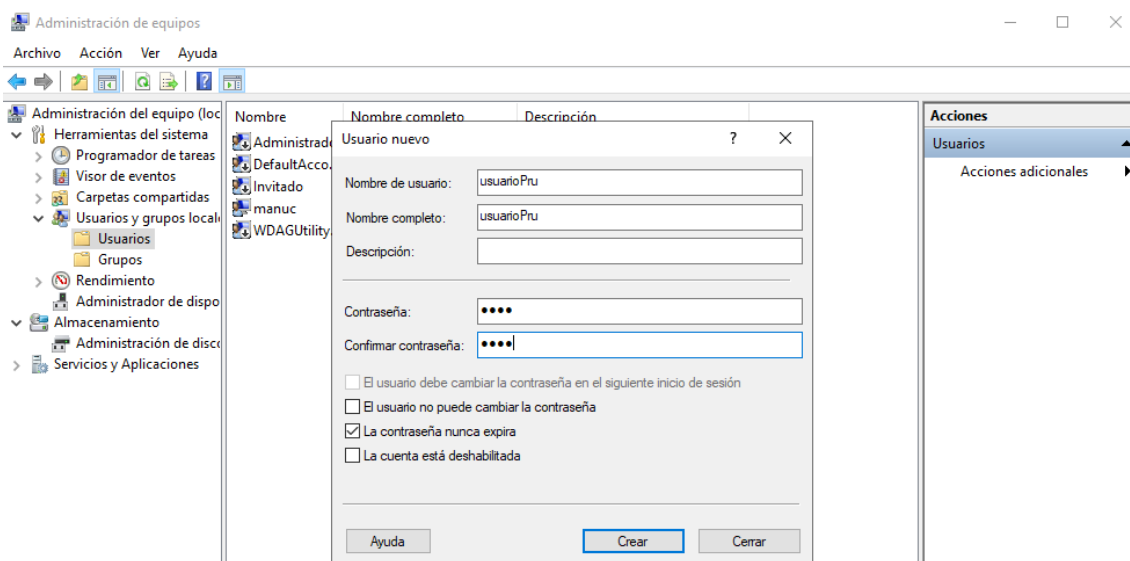 Administración de equipos
Archivo Acción Ver Ayuda
Administración del equipo (loc
Herramientas del sistema
Programador de tareas
Visor de eventos
Carpetas compartidas
Usuarios y grupos local
Usuarios
Grupos
Rendimiento
Administrador de dispo
Almacenamiento
Administración de disc
Servicios y Aplicaciones
Nombre Nombre completo Descripción
Administrad
DefaultAcco.
Invitado
manuc
WDAGUtility
Usuario nuevo ?
Nombre de usuario: usuarioPru
Nombre completo: usuarioPru
Descripción:
Contraseña: ••••
Confirmar contraseña: ••••
El usuario debe cambiar la contraseña en el siguiente inicio de sesión
El usuario no puede cambiar la contraseña
La contraseña nunca expira
La cuenta está deshabilitada
Ayuda Crear Cerrar
Acciones
Usuarios
Acciones adicionales